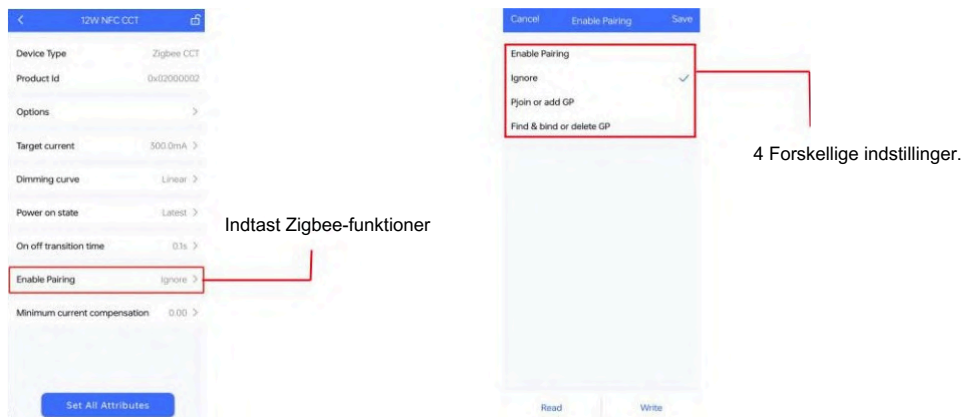 12W NFC CCT
Device Type Zigbee CCT
Product Id 0x02000002
Options
Target current 300.0mA
Dimming curve Linear
Power on state Latest
On off transition time 0.1s
Enable Pairing Ignore
Minimum current compensation 0.00
Set All Attributes
Indtast Zigbee-funktioner
Cancel Enable Pairing Save
Enable Pairing
Ignore
Pjoin or add GP
Find & bind or delete GP
Read Write
4 Forskellige indstillinger.